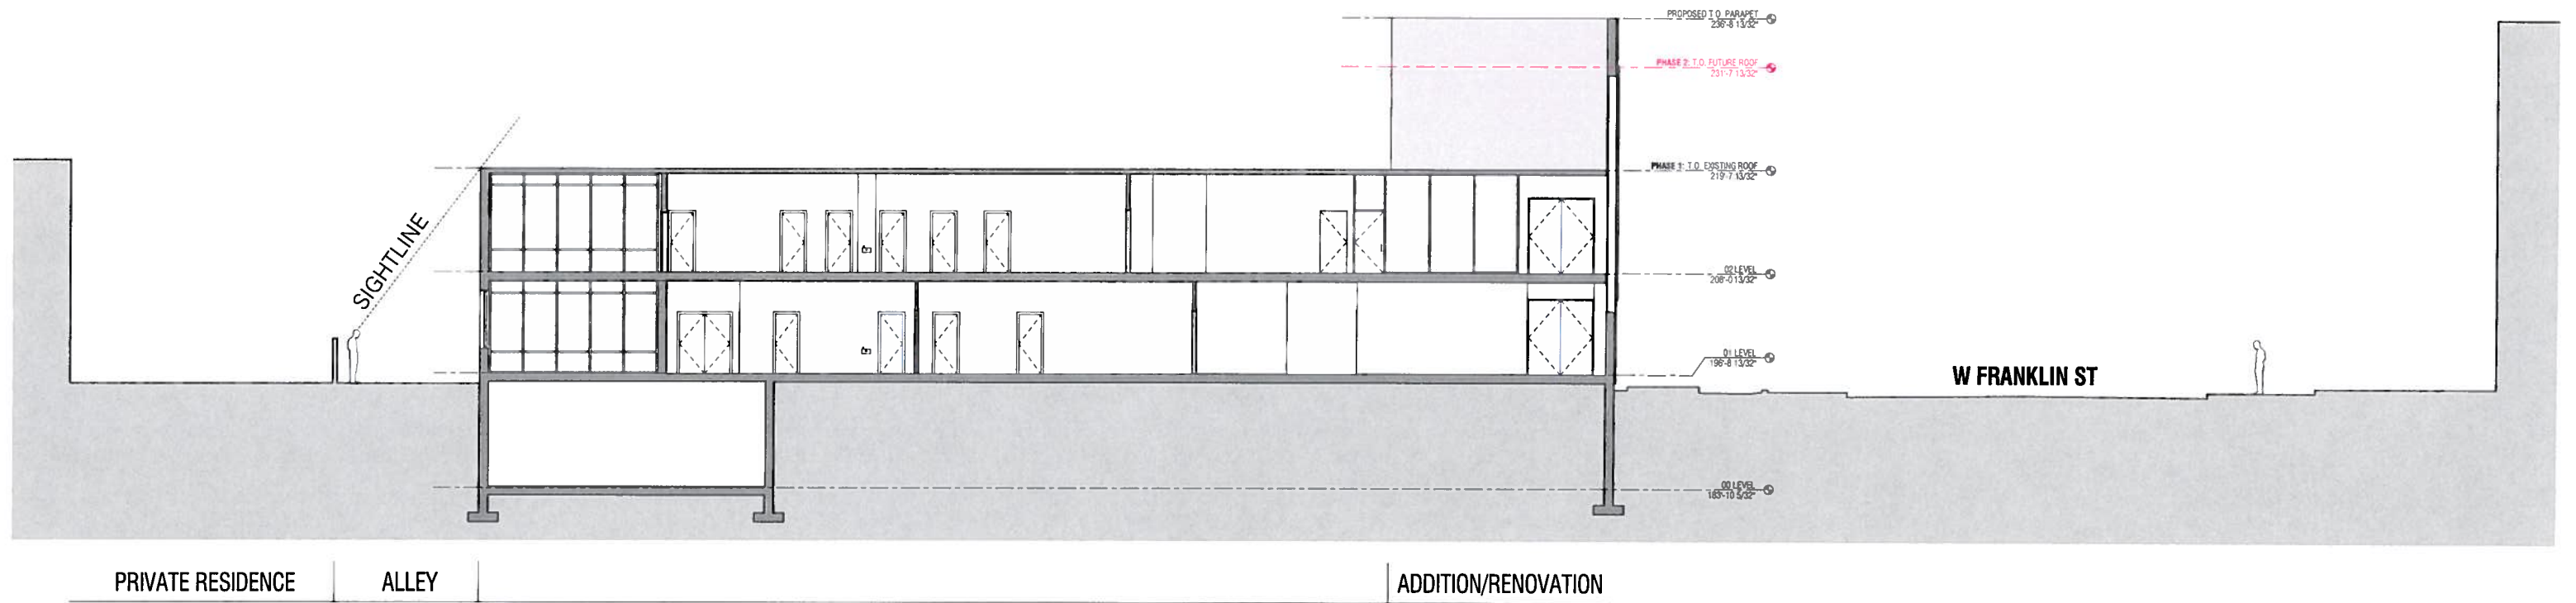 PROPOSED T.O. PARAPET
236'-8 13/32"
PHASE 2: T.O. FUTURE ROOF
231'-7 13/32"
PHASE 1: T.O. EXISTING ROOF
219'-7 13/32"
SIGHTLINE
02 LEVEL
208'-0 13/32"
01 LEVEL
196'-8 13/32"
W FRANKLIN ST
00 LEVEL
183'-10 5/32"
PRIVATE RESIDENCE
ALLEY
ADDITION/RENOVATION